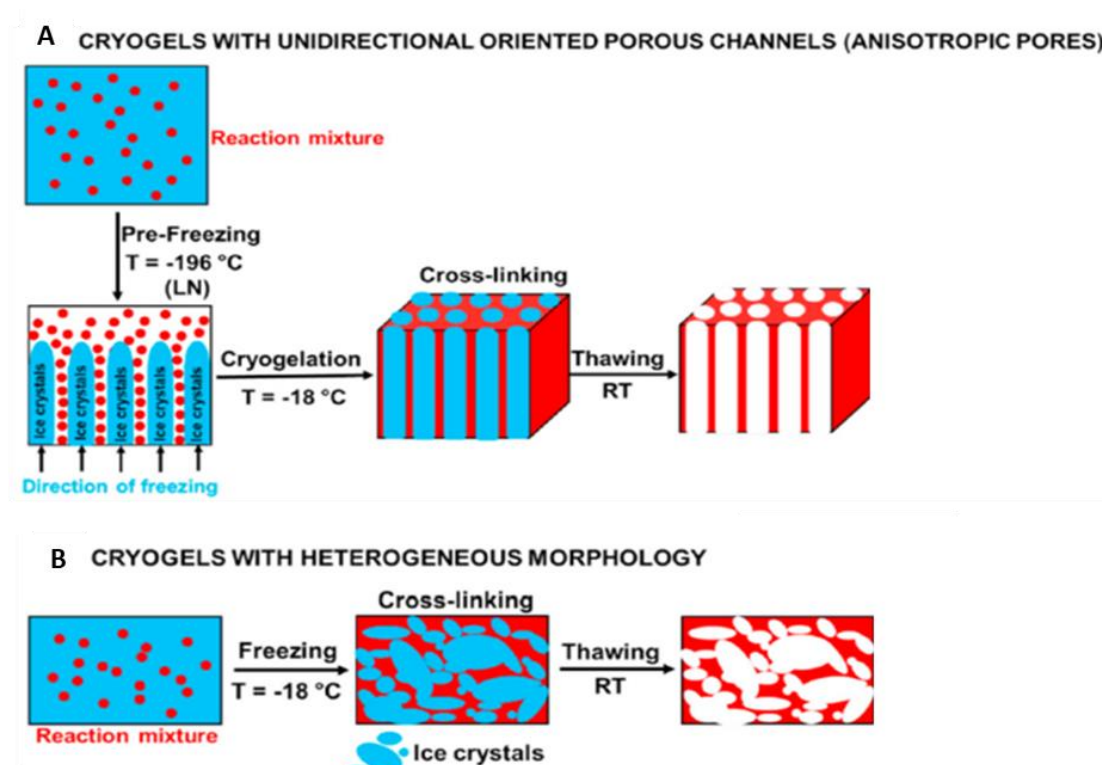 A CRYOGELS WITH UNIDIRECTIONAL ORIENTED POROUS CHANNELS (ANISOTROPIC PORES)
Reaction mixture
Pre-Freezing
T = -196 °C
(LN)
Cross-linking
Ice crystals
Ice crystals
Ice crystals
Ice crystals
Ice crystals
Cryogelation
T = -18 °C
Thawing
RT
Direction of freezing
B CRYOGELS WITH HETEROGENEOUS MORPHOLOGY
Cross-linking
Freezing
T = -18 °C
Thawing
RT
Reaction mixture
Ice crystals